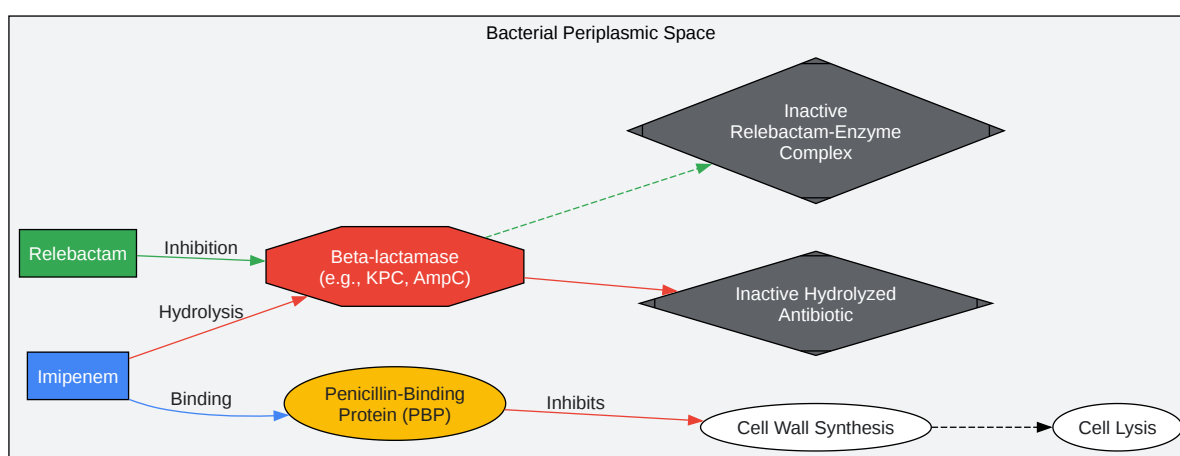 Bacterial Periplasmic Space
Inactive
Relebactam-Enzyme
Complex
Relebactam
Inhibition
Beta-lactamase
(e.g., KPC, AmpC)
Hydrolysis
Inactive Hydrolyzed
Antibiotic
Imipenem
Binding
Penicillin-Binding
Protein (PBP)
Inhibits
Cell Wall Synthesis
Cell Lysis